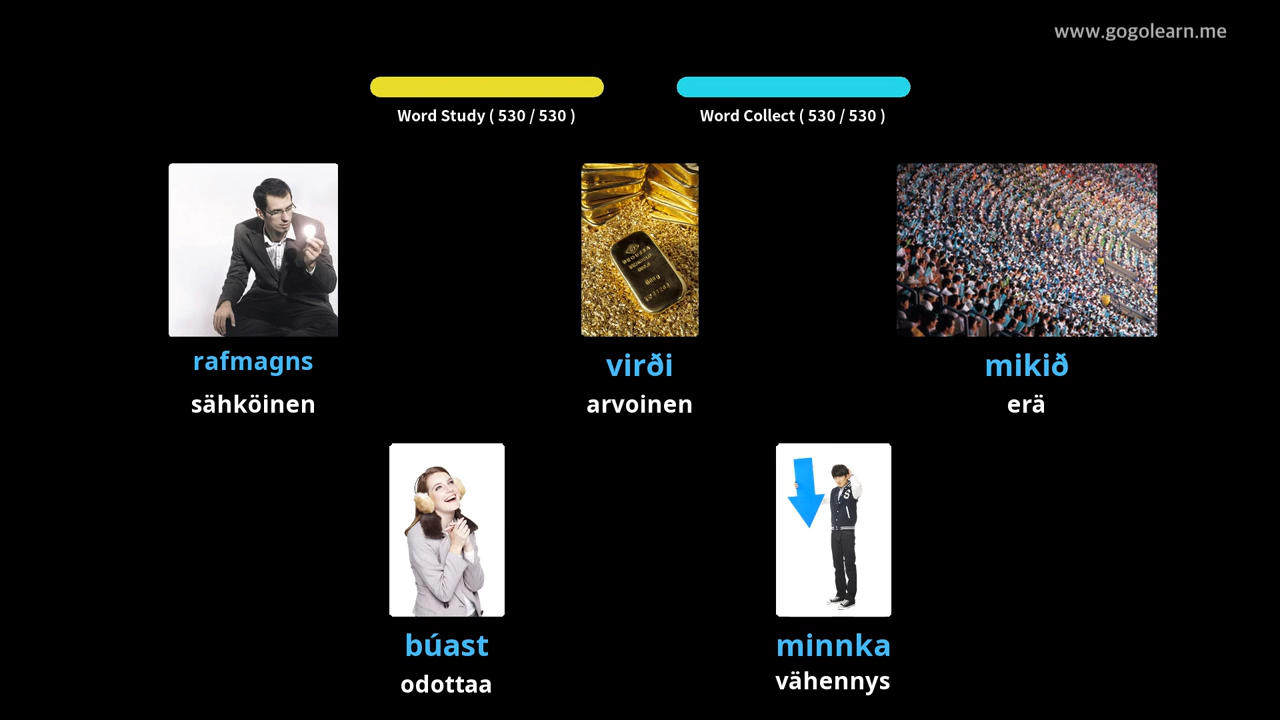 www.gogolearn.me
Word Study ( 530 / 530 )
Word Collect ( 530 / 530 )
rafmagns
virði
mikið
sähköinen
arvoinen
erä
búast
minnka
odottaa
vähennys